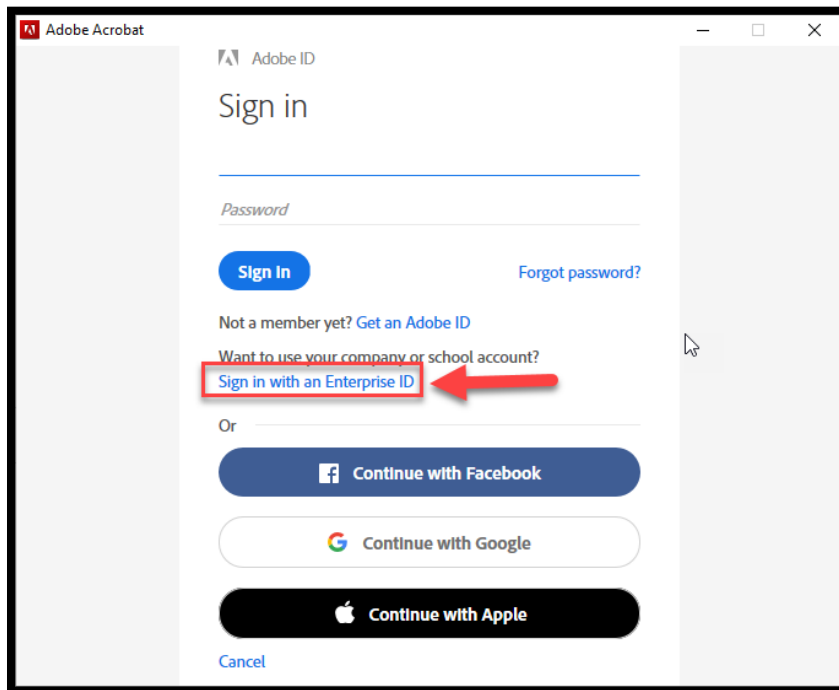 Adobe Acrobat
Adobe ID
Sign in
Password
Sign In
Forgot password?
Not a member yet? Get an Adobe ID
Want to use your company or school account?
Sign in with an Enterprise ID
Or
Continue with Facebook
Continue with Google
Continue with Apple
Cancel